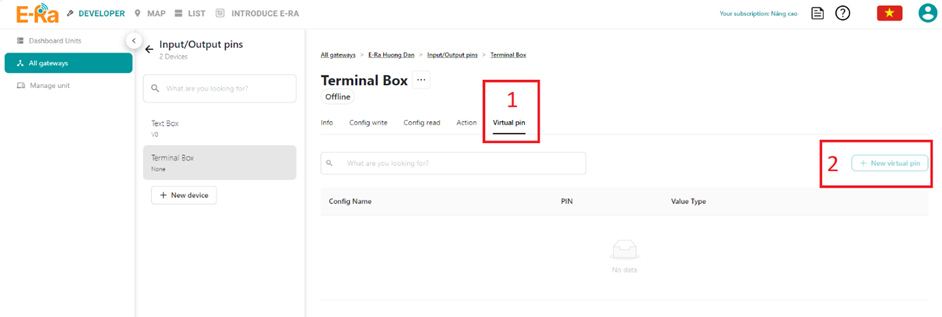 E-Ra DEVELOPER MAP LIST INTRODUCE E-RA Your subscription: Nâng cao
Dashboard Units
All gateways
Manage unit
Input/Output pins
2 Devices
What are you looking for?
Text Box
V0
Terminal Box
None
+ New device
All gateways > E-Ra Huong Dan > Input/Output pins > Terminal Box
Terminal Box ...
Offline
1
Info Config write Config read Action Virtual pin
What are you looking for?
2
+ New virtual pin
Config Name PIN Value Type
No data